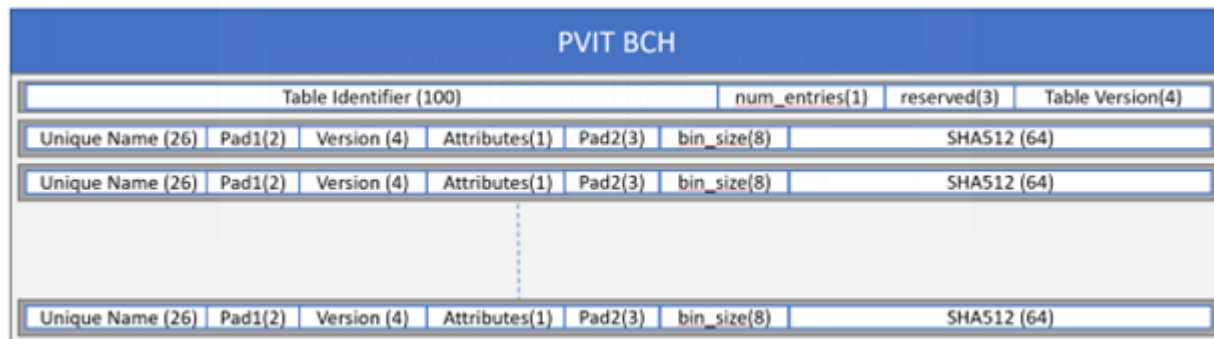 PVIT BCH
Table Identifier (100) num_entries(1) reserved(3) Table Version(4)
Unique Name (26) Pad1(2) Version (4) Attributes(1) Pad2(3) bin_size(8) SHA512 (64)
Unique Name (26) Pad1(2) Version (4) Attributes(1) Pad2(3) bin_size(8) SHA512 (64)
Unique Name (26) Pad1(2) Version (4) Attributes(1) Pad2(3) bin_size(8) SHA512 (64)